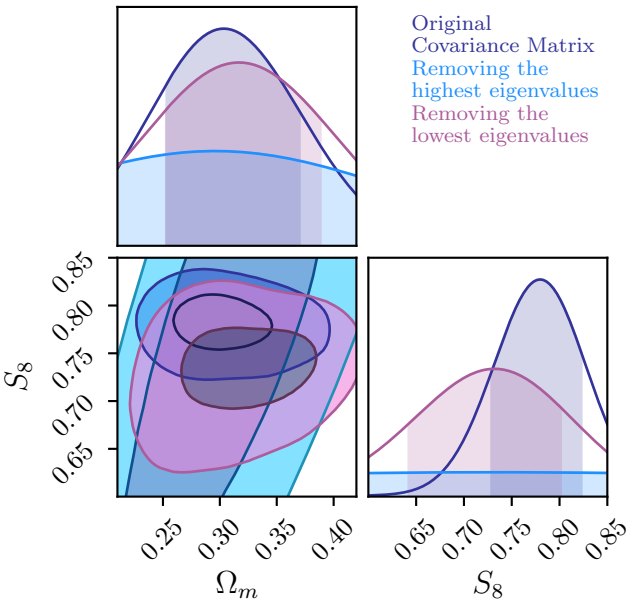 Original
Covariance Matrix
Removing the
highest eigenvalues
Removing the
lowest eigenvalues
0.85
0.80
0.75
0.70
0.65
S₈
0.25
0.30
0.35
0.40
Ωₘ
0.65
0.70
0.75
0.80
0.85
S₈